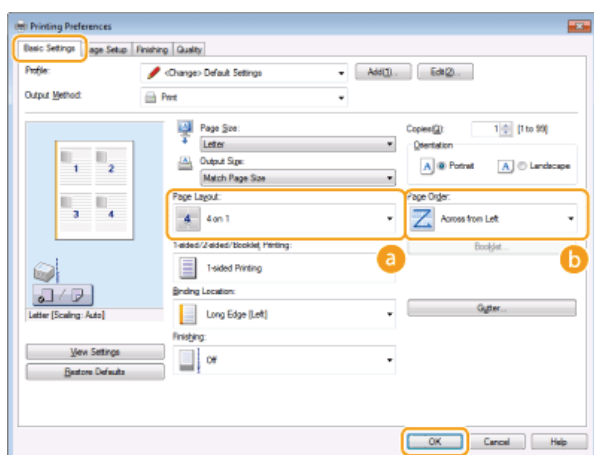 Printing Preferences
Basic Settings Page Setup Finishing Quality
Profile: <Change> Default Settings Add(1)... Edit(2)...
Output Method: Print
Page Size:
Letter
Output Size:
Match Page Size
Copies(Q): 1 [1 to 99]
Orientation
A Portrait A Landscape
1 2
3 4
Page Layout:
4 4 on 1
a
Page Order:
Z Across from Left
b
1-sided/2-sided/Booklet Printing:
1-sided Printing
Booklet...
Binding Location:
Long Edge [Left]
Gutter...
Finishing:
Off
Letter [Scaling: Auto]
View Settings
Restore Defaults
OK Cancel Help